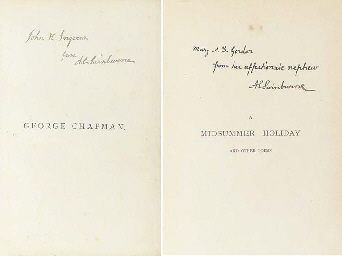 John K. Ingram
from
A.C. Swinburne
GEORGE CHAPMAN.
Mary A. D. Gordon
from her affectionate nephew
A C Swinburne
A
MIDSUMMER HOLIDAY
AND OTHER POEMS